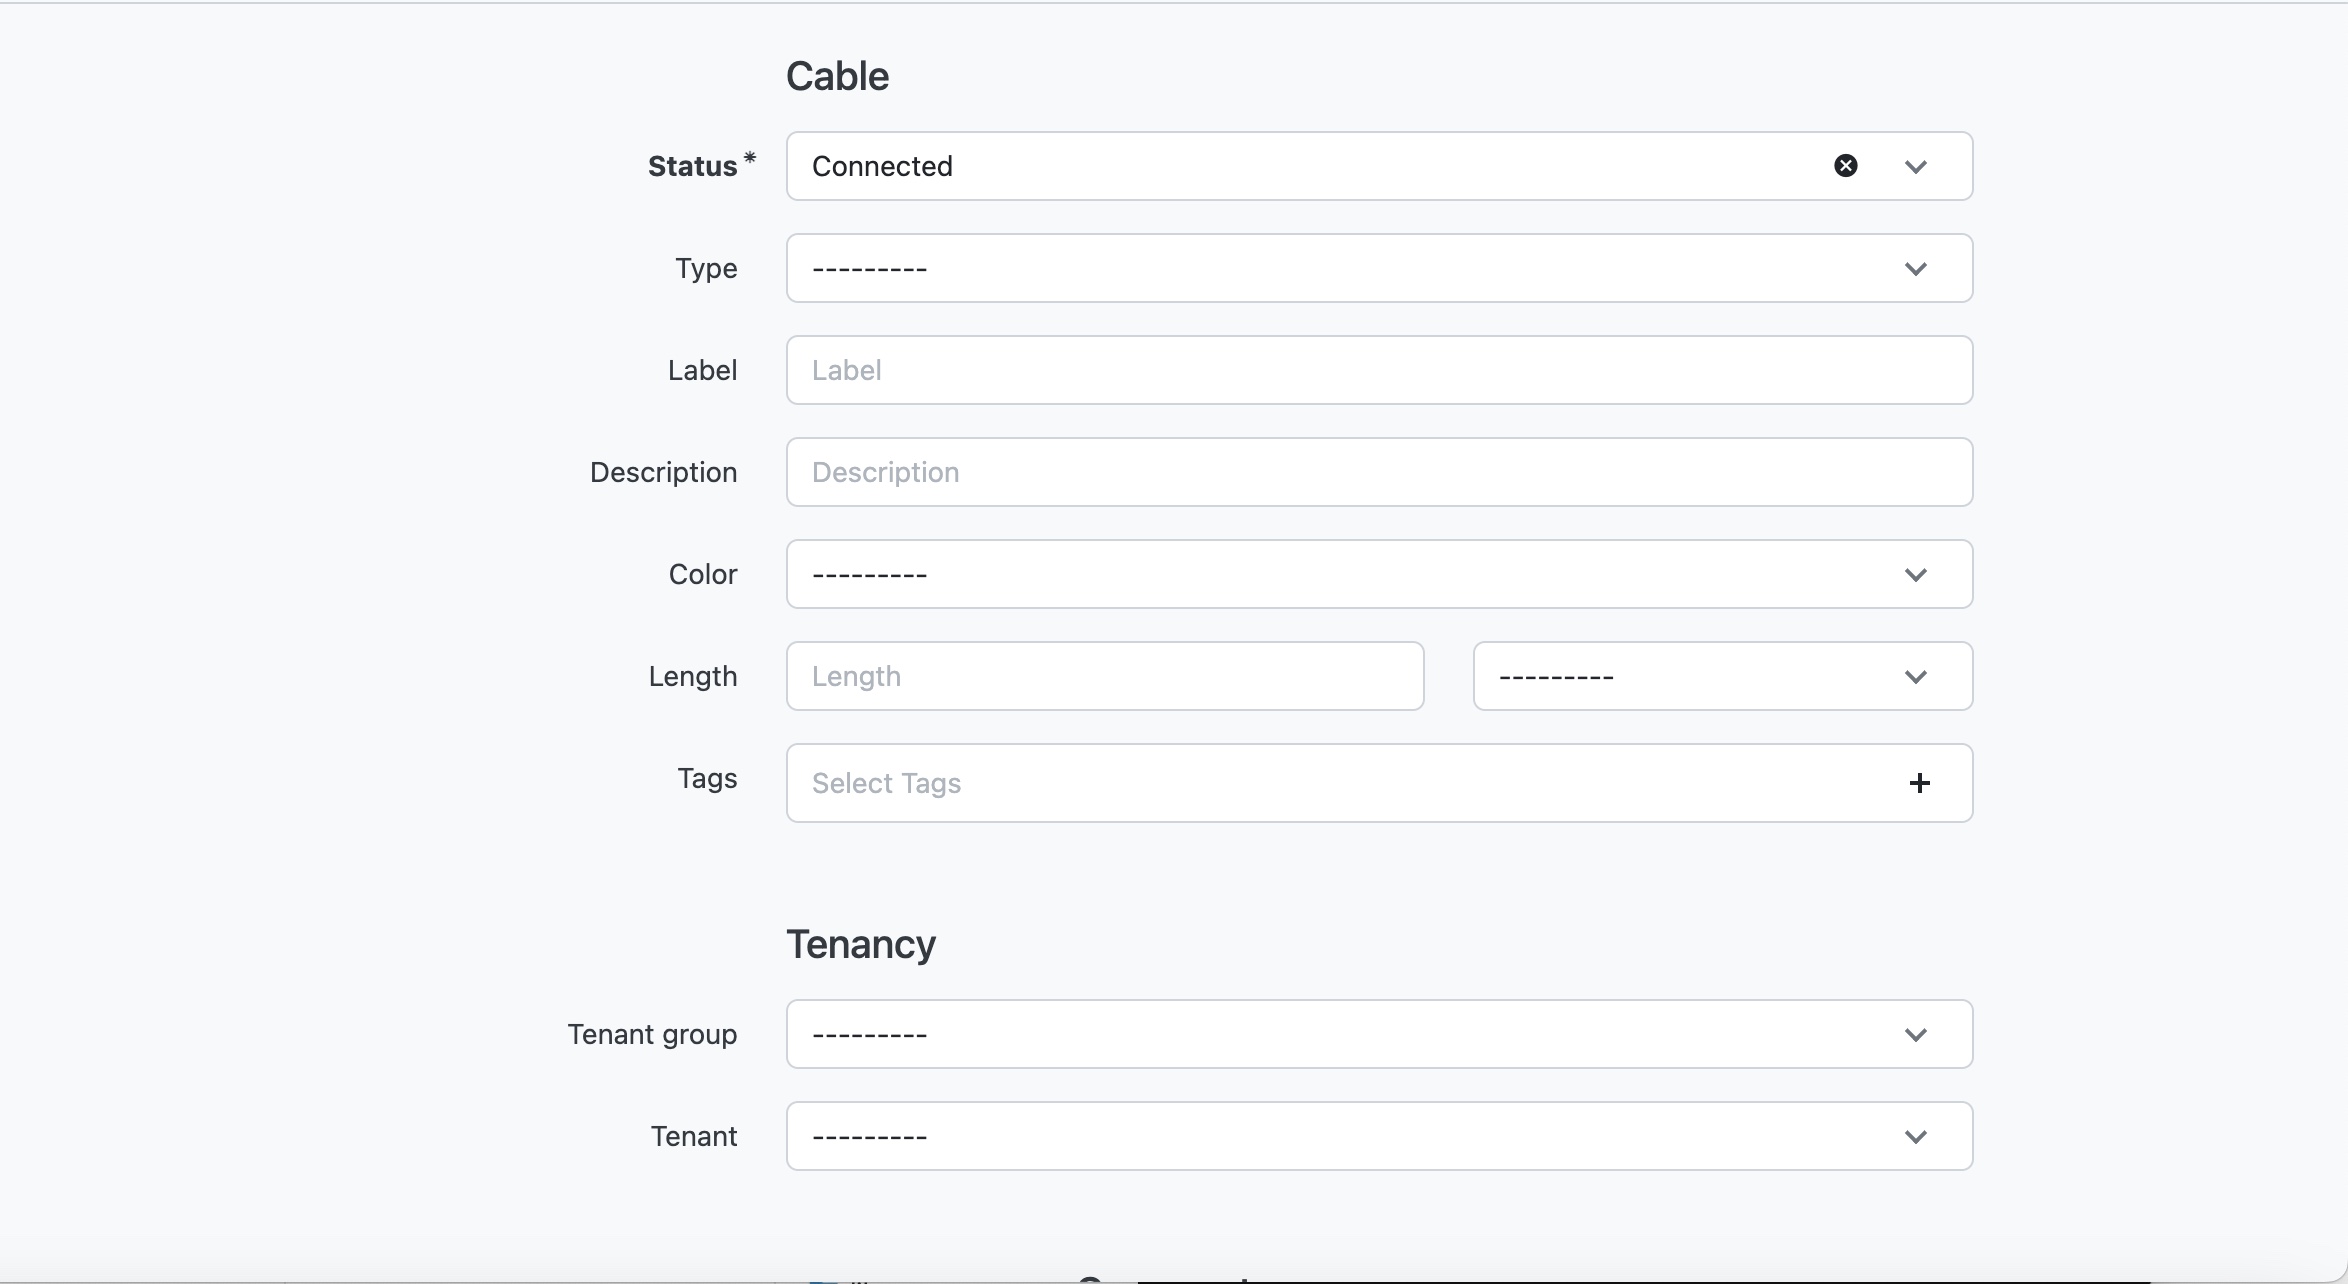 Cable
Status * Connected
Type ---------
Label Label
Description Description
Color ---------
Length Length ---------
Tags Select Tags +
Tenancy
Tenant group ---------
Tenant ---------